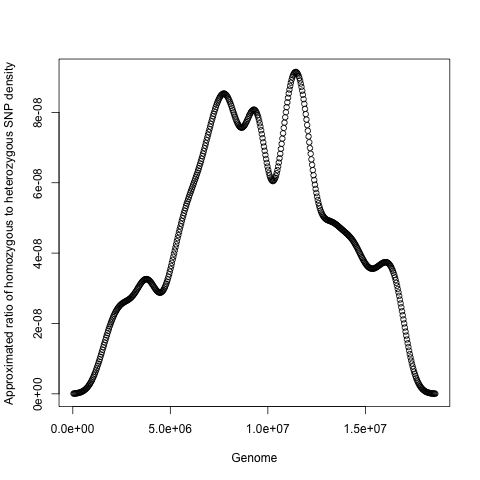 Approximated ratio of homozygous to heterozygous SNP density
8e-08
6e-08
4e-08
2e-08
0e+00
0.0e+00 5.0e+06 1.0e+07 1.5e+07
Genome